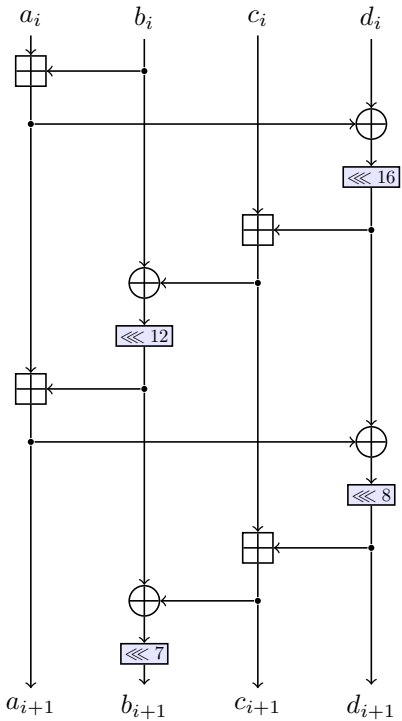 a_i b_i c_i d_i
⋘ 16
⋘ 12
⋘ 8
⋘ 7
a_{i+1} b_{i+1} c_{i+1} d_{i+1}